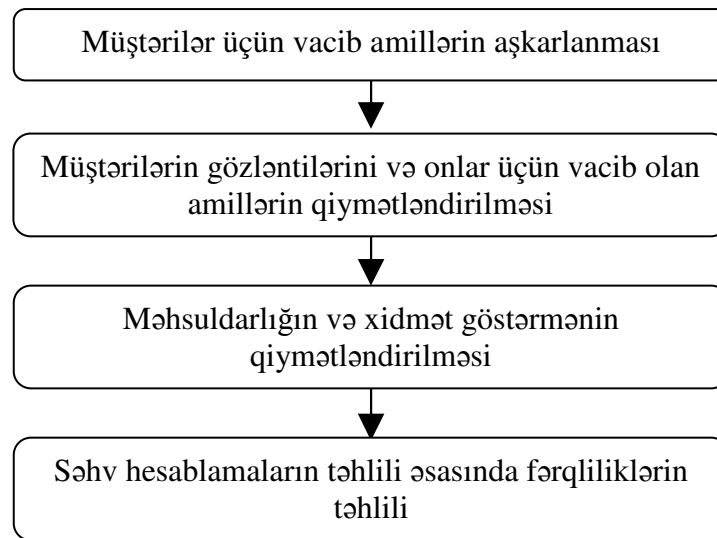 Müştərilər üçün vacib amillərin aşkarlanması
Müştərilərin gözləntilərini və onlar üçün vacib olan
amillərin qiymətləndirilməsi
Məhsuldarlığın və xidmət göstərmənin
qiymətləndirilməsi
Səhv hesablamaların təhlili əsasında fərqliliklərin
təhlili